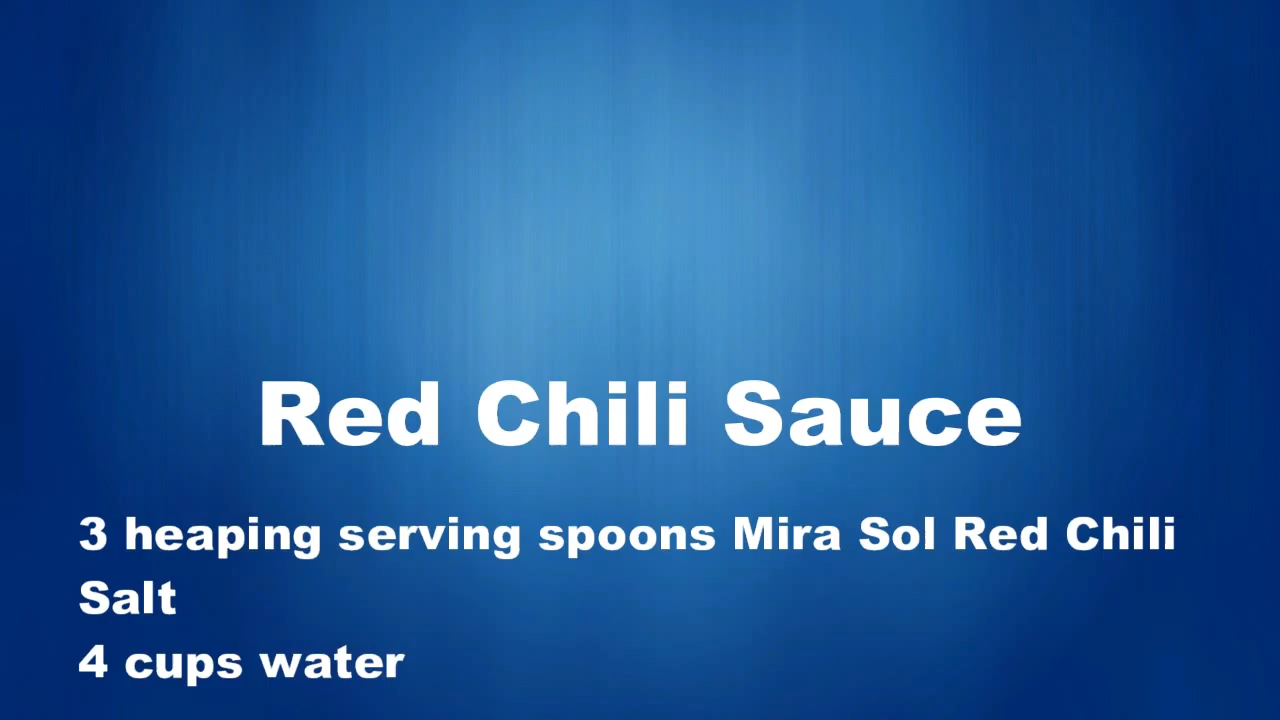 Red Chili Sauce
3 heaping serving spoons Mira Sol Red Chili
Salt
4 cups water